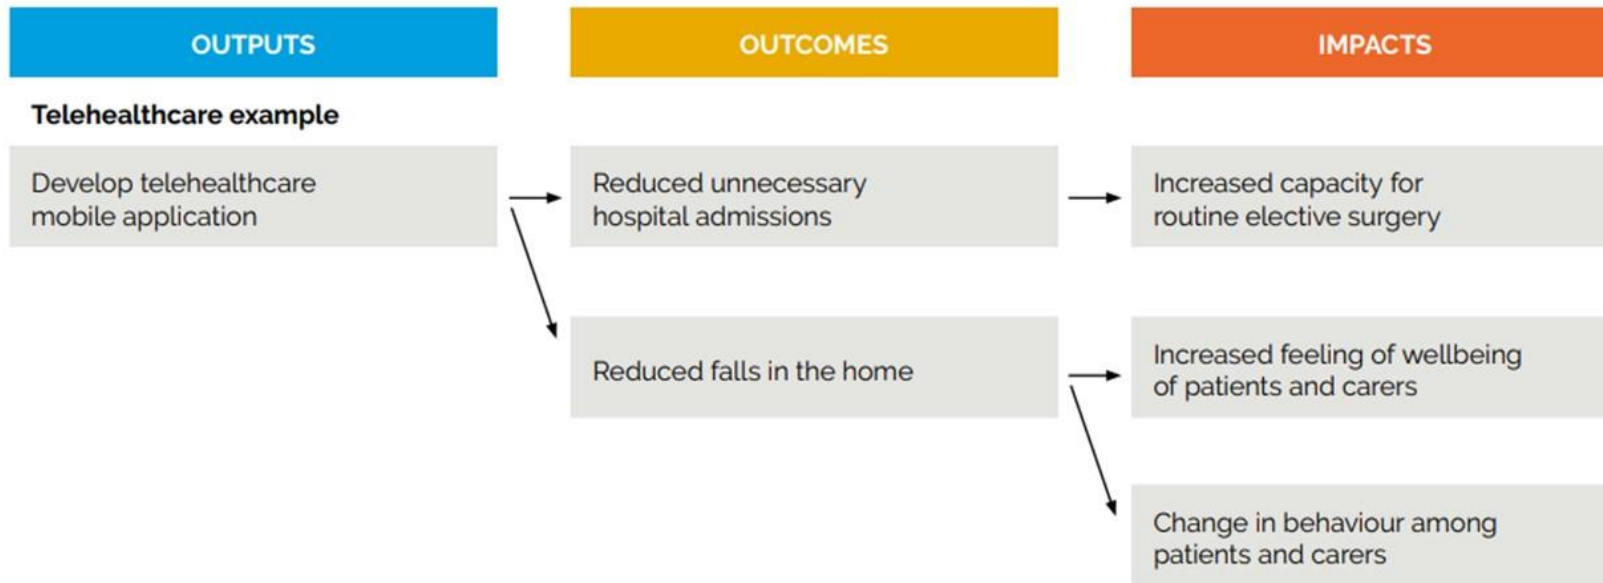 OUTPUTS
OUTCOMES
IMPACTS
Telehealthcare example
Develop telehealthcare
mobile application
Reduced unnecessary
hospital admissions
Increased capacity for
routine elective surgery
Reduced falls in the home
Increased feeling of wellbeing
of patients and carers
Change in behaviour among
patients and carers